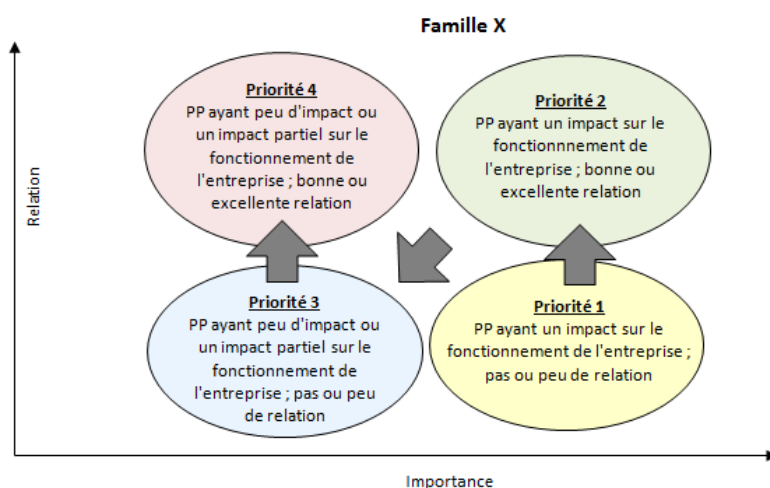 Famille X
Priorité 4
PP ayant peu d'impact ou
un impact partiel sur le
fonctionnement de
l'entreprise ; bonne ou
excellente relation
Priorité 2
PP ayant un impact sur le
fonctionnnement de
l'entreprise ; bonne ou
excellente relation
Relation
Priorité 3
PP ayant peu d'impact ou
un impact partiel sur le
fonctionnement de
l'entreprise ; pas ou peu
de relation
Priorité 1
PP ayant un impact sur le
fonctionnement de l'entreprise ;
pas ou peu de relation
Importance